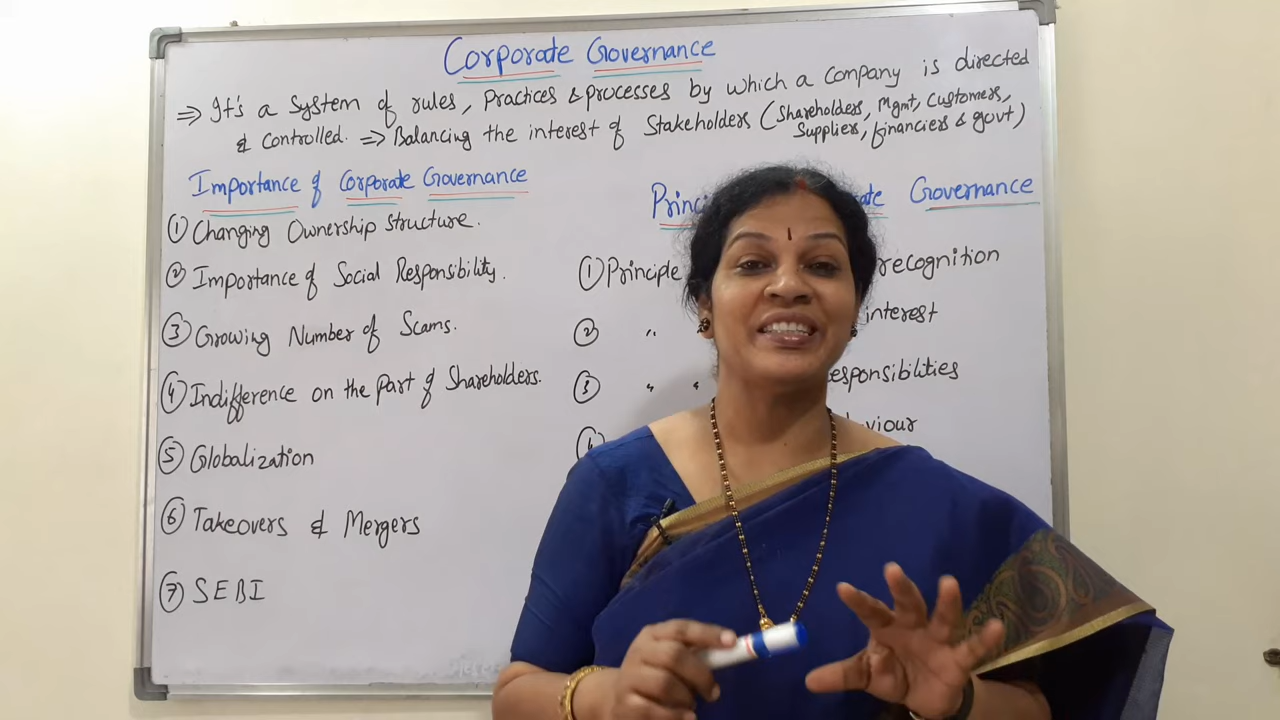 Corporate Governance
⇒ It's a system of rules, Practices & Processes by which a Company is directed
& Controlled. ⇒ Balancing the interest of Stakeholders (Shareholders, Mgmt, Customers,
Suppliers, financiers & govt)
Importance of Corporate Governance
① Changing Ownership structure.
② Importance of Social Responsibility.
③ Growing Number of Scams.
④ Indifference on the Part of Shareholders.
⑤ Globalization
⑥ Takeovers & Mergers
⑦ SEBI
Governance
① Principle recognition
② " interest
③ " "
④